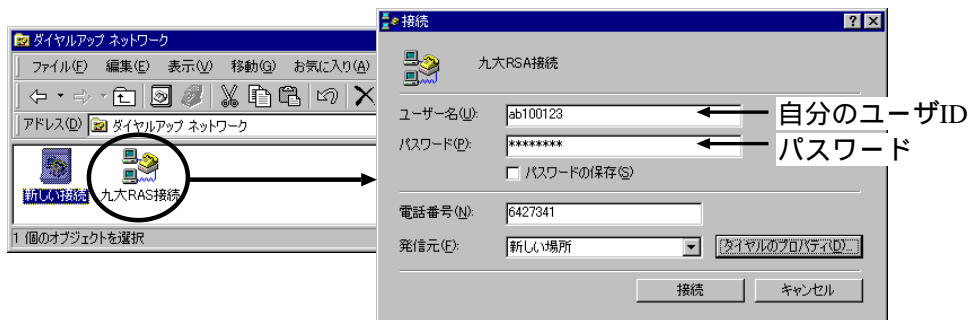 ダイヤルアップ ネットワーク
ファイル(F) 編集(E) 表示(V) 移動(G) お気に入り(A)
アドレス(D) ダイヤルアップ ネットワーク
新しい接続
九大RAS接続
1 個のオブジェクトを選択
接続
九大RSA接続
ユーザー名(U): ab100123
自分のユーザID
パスワード(P): ********
パスワード
パスワードの保存(S)
電話番号(N): 6427341
発信元(F): 新しい場所
ダイヤルのプロパティ(D)...
接続
キャンセル